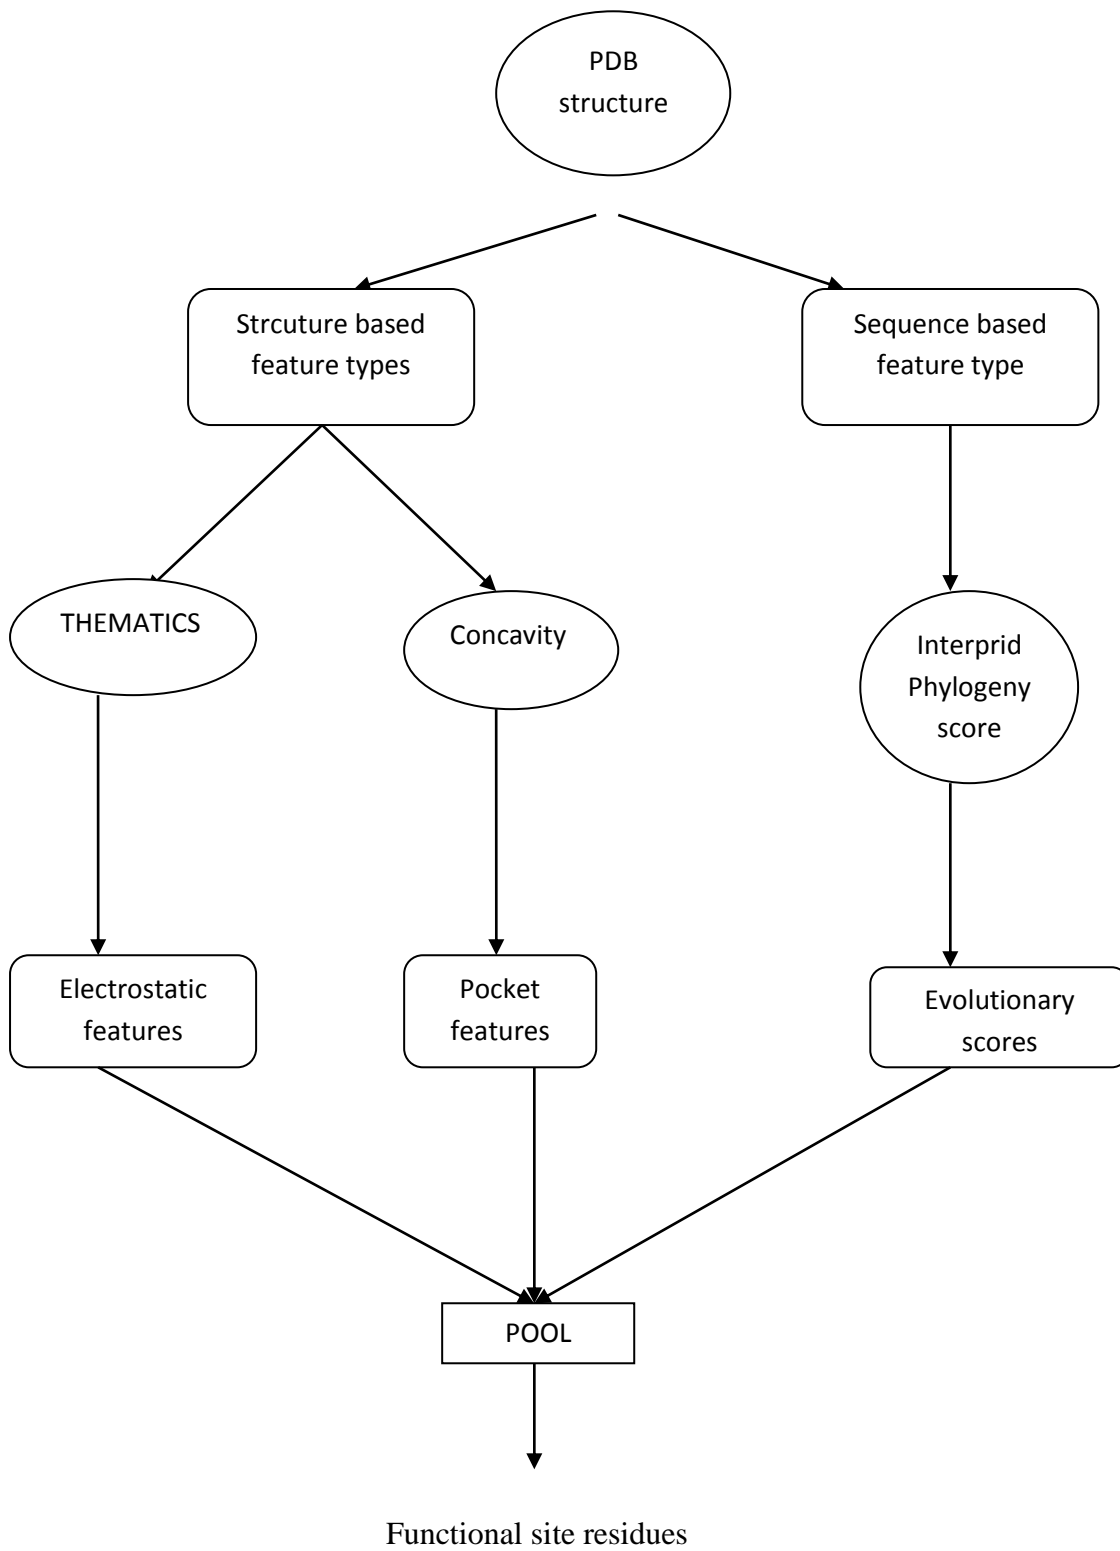 PDB
structure
Strcuture based
feature types
Sequence based
feature type
THEMATICS
Concavity
Interprid
Phylogeny
score
Electrostatic
features
Pocket
features
Evolutionary
scores
POOL
Functional site residues